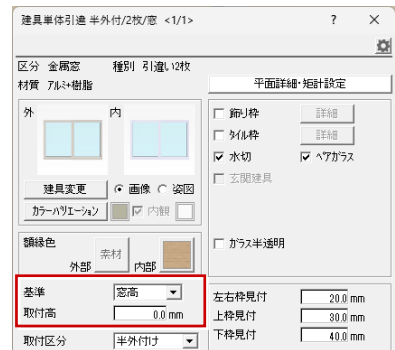 建具単体引違 半外付/2枚/窓 <1/1>
? ×
区分 金属窓 種別 引違い2枚
材質 アルミ+樹脂
平面詳細・矩計設定
外 内
建具変更 画像 姿図
カラーバリエーション 内観
額縁色
外部 素材 内部
基準 窓高
取付高 0.0 mm
取付区分 半外付け
飾り枠 詳細
タイル枠 詳細
水切 ペアガラス
玄関建具
ガラス半透明
左右枠見付 20.0 mm
上枠見付 30.0 mm
下枠見付 40.0 mm